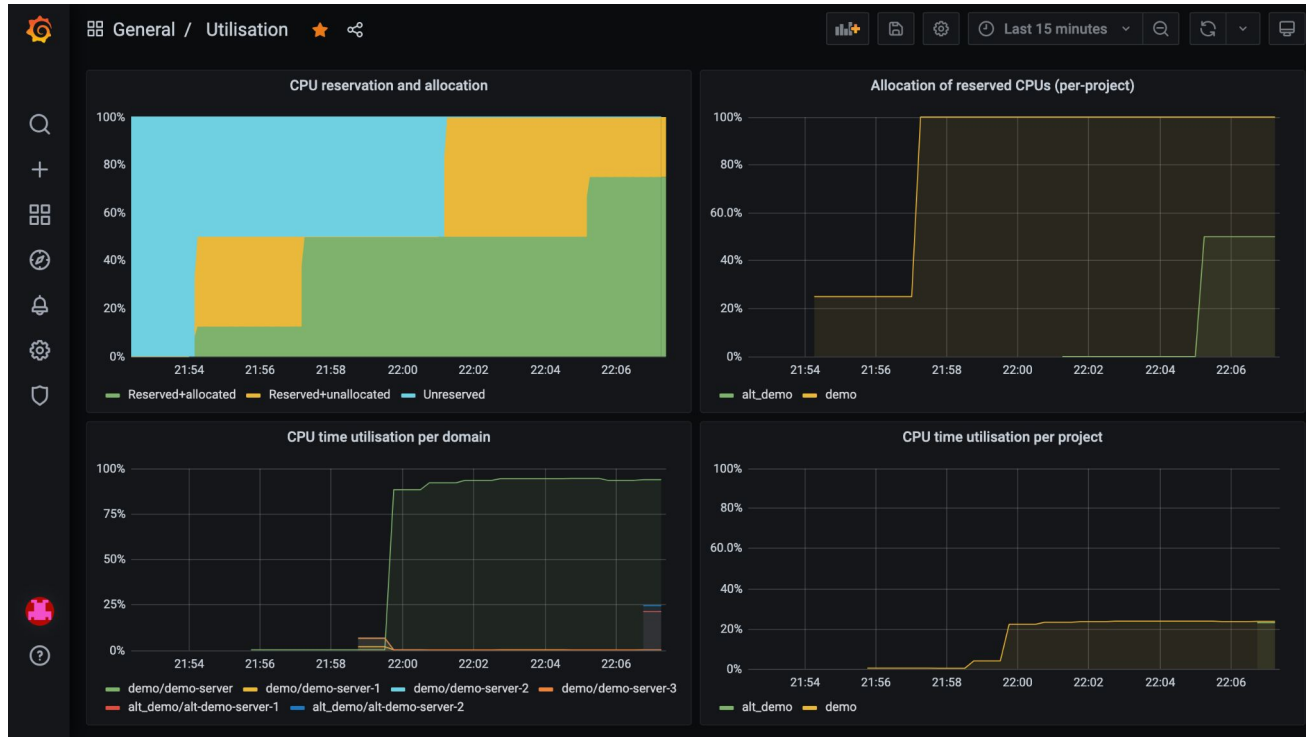 General / Utilisation
Last 15 minutes
CPU reservation and allocation
100%
80%
60%
40%
20%
0%
21:54 21:56 21:58 22:00 22:02 22:04 22:06
Reserved+allocated Reserved+unallocated Unreserved
Allocation of reserved CPUs (per-project)
100%
80%
60.0%
40%
20%
0%
21:54 21:56 21:58 22:00 22:02 22:04 22:06
alt_demo demo
CPU time utilisation per domain
100%
75%
50%
25%
0%
21:54 21:56 21:58 22:00 22:02 22:04 22:06
demo/demo-server demo/demo-server-1 demo/demo-server-2 demo/demo-server-3
alt_demo/alt-demo-server-1 alt_demo/alt-demo-server-2
CPU time utilisation per project
100%
80%
60.0%
40%
20%
0%
21:54 21:56 21:58 22:00 22:02 22:04 22:06
alt_demo demo